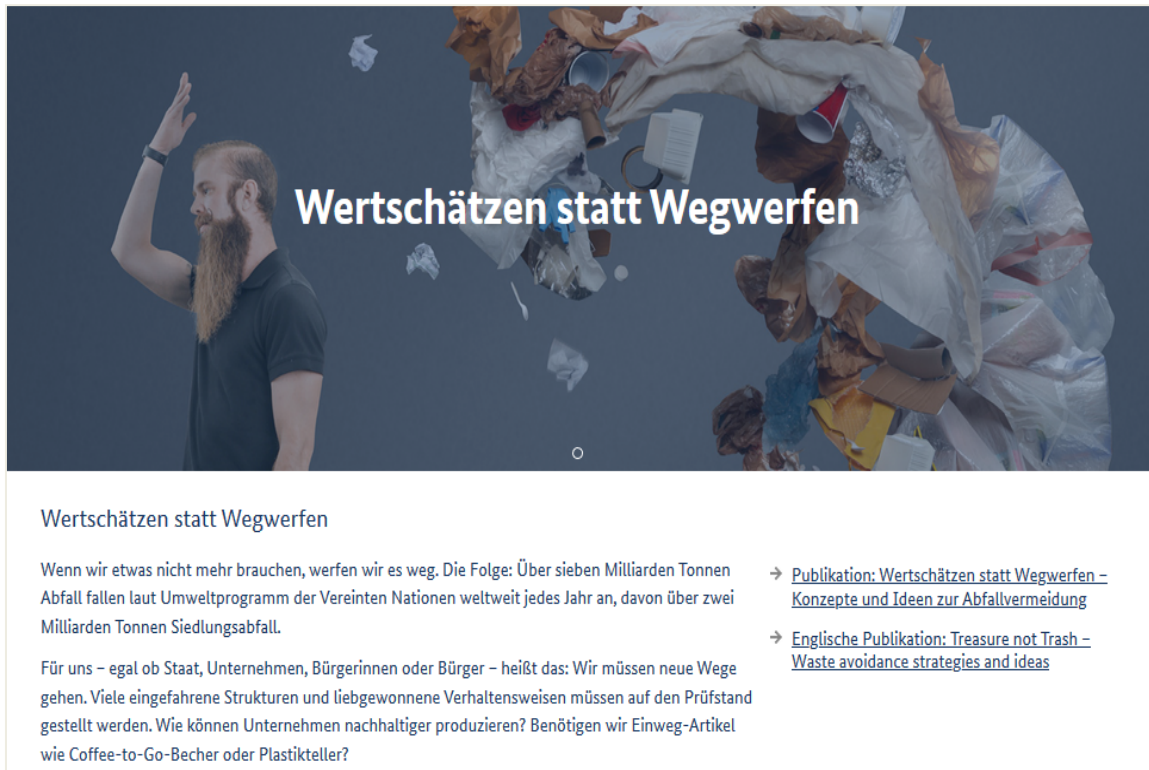 Wertschätzen statt Wegwerfen
Wertschätzen statt Wegwerfen
Wenn wir etwas nicht mehr brauchen, werfen wir es weg. Die Folge: Über sieben Milliarden Tonnen
Abfall fallen laut Umweltprogramm der Vereinten Nationen weltweit jedes Jahr an, davon über zwei
Milliarden Tonnen Siedlungsabfall.
Für uns – egal ob Staat, Unternehmen, Bürgerinnen oder Bürger – heißt das: Wir müssen neue Wege
gehen. Viele eingefahrene Strukturen und liebgewonnene Verhaltensweisen müssen auf den Prüfstand
gestellt werden. Wie können Unternehmen nachhaltiger produzieren? Benötigen wir Einweg-Artikel
wie Coffee-to-Go-Becher oder Plastikteller?
Publikation: Wertschätzen statt Wegwerfen –
Konzepte und Ideen zur Abfallvermeidung
Englische Publikation: Treasure not Trash –
Waste avoidance strategies and ideas